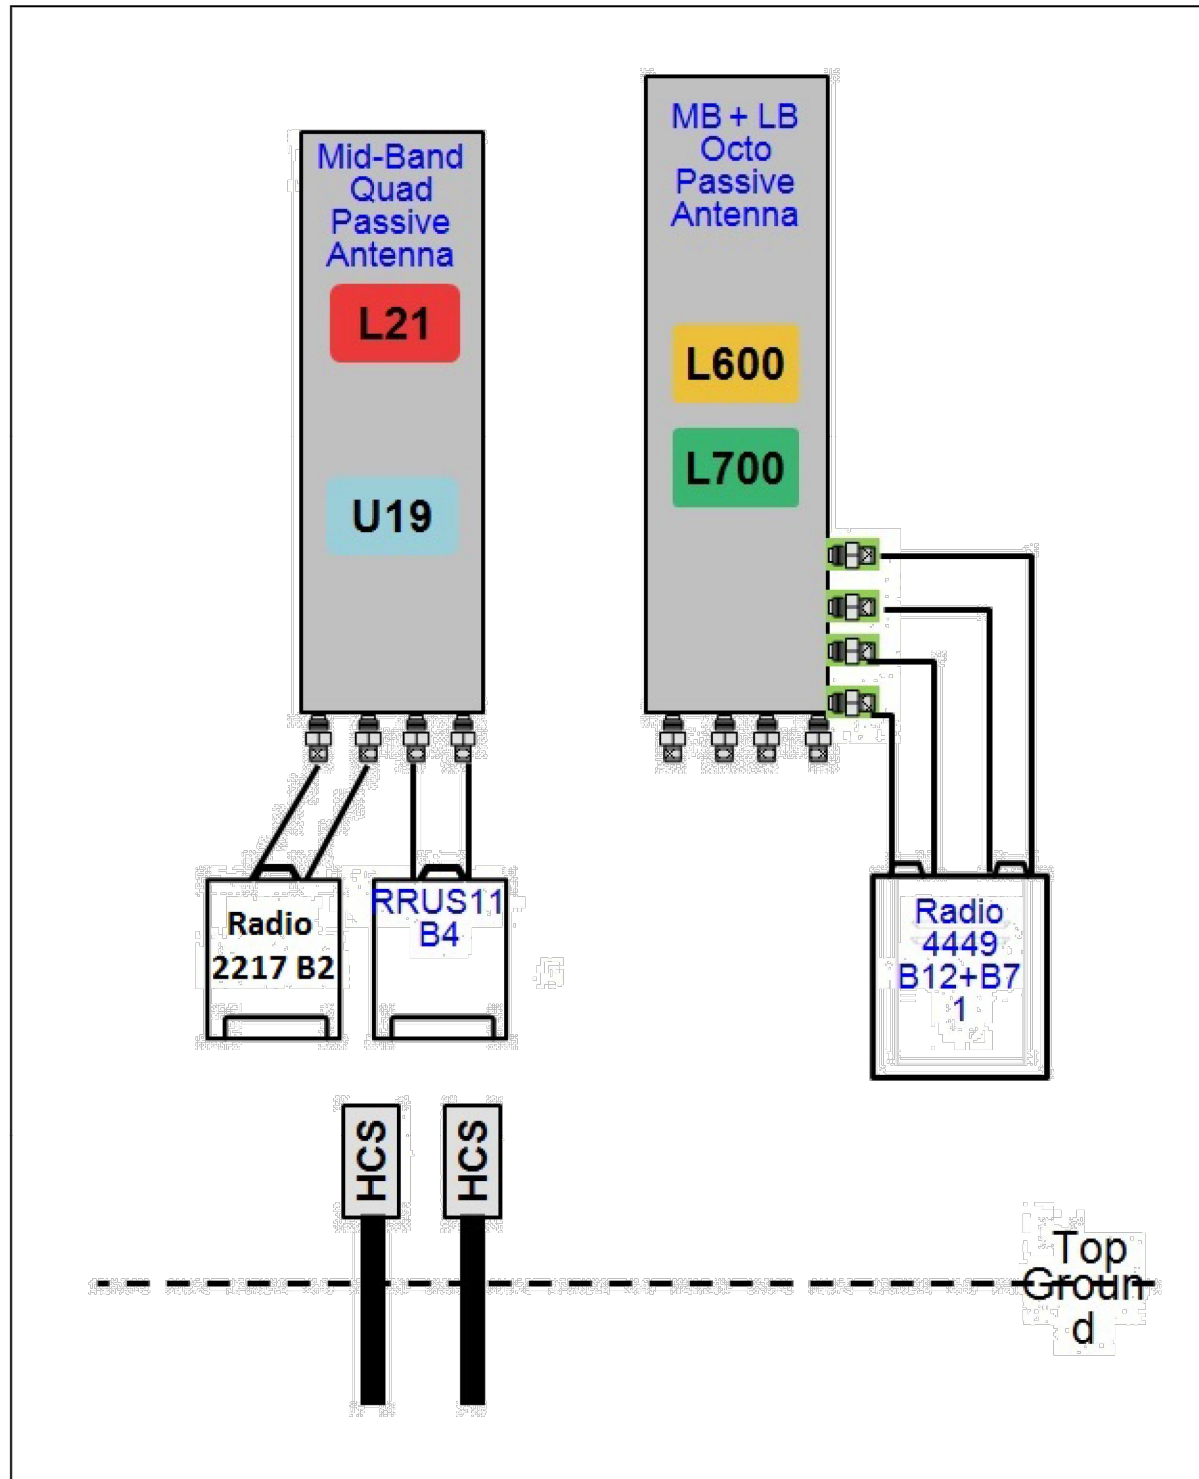 Mid-Band
Quad
Passive
Antenna
L21
U19
MB + LB
Octo
Passive
Antenna
L600
L700
Radio
2217 B2
RRUS11
B4
Radio
4449
B12+B7
1
HCS
HCS
Top
Groun
d